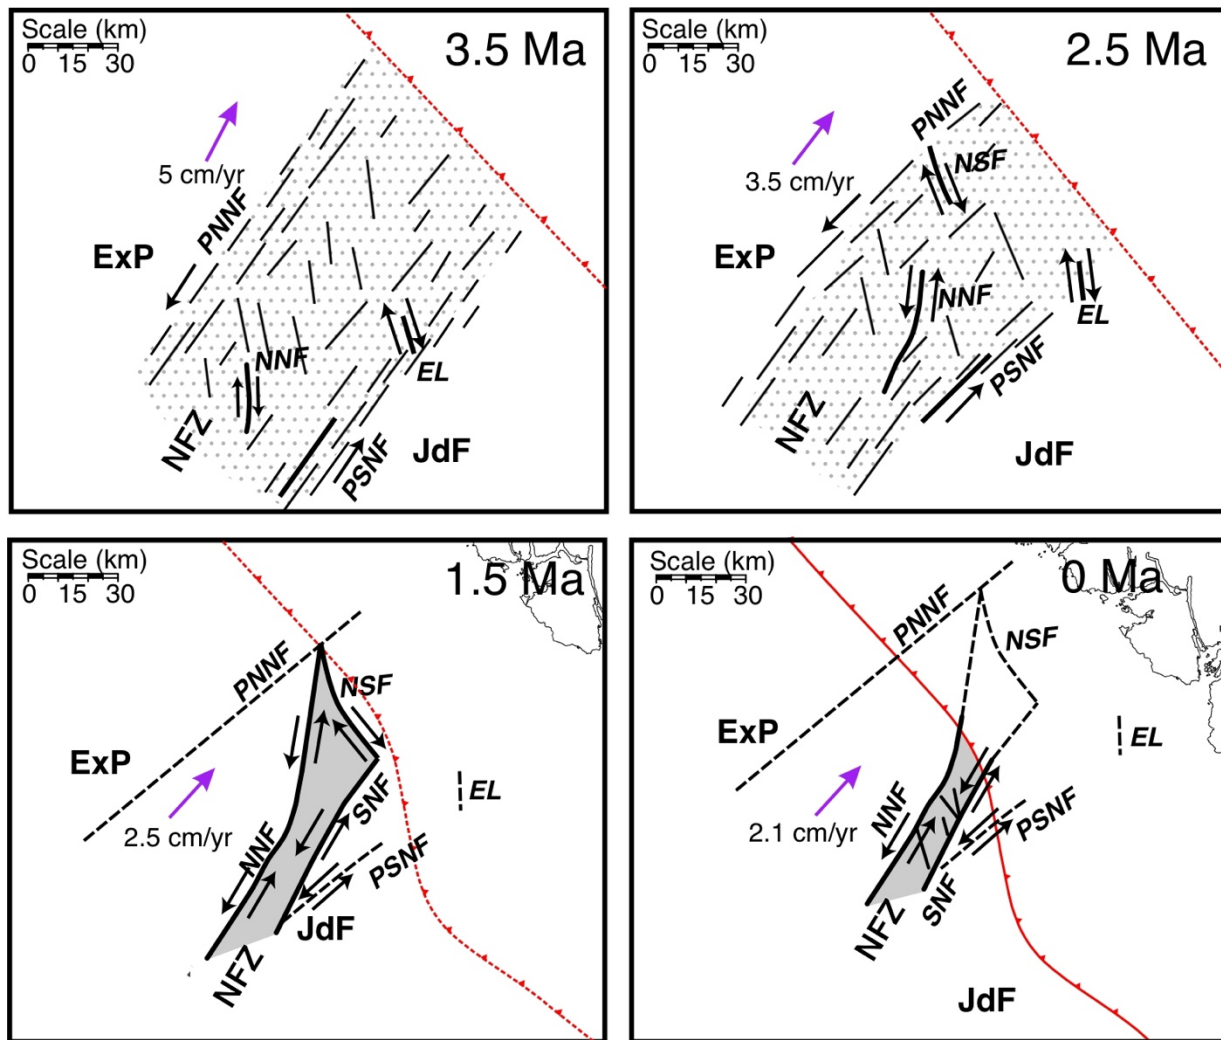 Scale (km)
0 15 30
3.5 Ma
5 cm/yr
PNNF
ExP
NNF
EL
NFZ
PSNF
JdF
Scale (km)
0 15 30
2.5 Ma
PNNF
NSF
3.5 cm/yr
ExP
NNF
EL
PSNF
NFZ
JdF
Scale (km)
0 15 30
1.5 Ma
PNNF
NSF
ExP
EL
2.5 cm/yr
SNF
NNF
PSNF
JdF
NFZ
Scale (km)
0 15 30
0 Ma
PNNF
NSF
ExP
EL
2.1 cm/yr
NNF
PSNF
SNF
NFZ
JdF